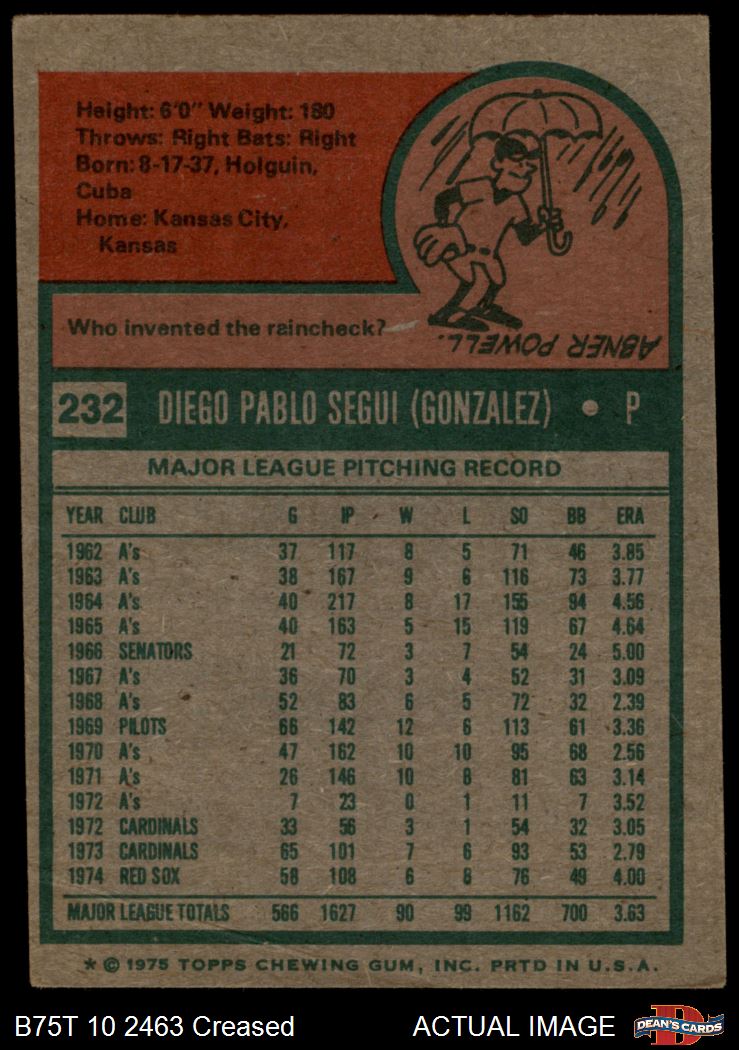 Height: 6'0" Weight: 180
Throws: Right Bats: Right
Born: 8-17-37, Holguin,
Cuba
Home: Kansas City,
Kansas
Who invented the raincheck?
ABNER POWELL.
232 DIEGO PABLO SEGUI (GONZALEZ) • P
MAJOR LEAGUE PITCHING RECORD
YEAR CLUB G IP W L SO BB ERA
1962 A's 37 117 8 5 71 46 3.85
1963 A's 38 167 9 6 116 73 3.77
1964 A's 40 217 8 17 155 94 4.56
1965 A's 40 163 5 15 119 67 4.64
1966 SENATORS 21 72 3 7 54 24 5.00
1967 A's 36 70 3 4 52 31 3.09
1968 A's 52 83 6 5 72 32 2.39
1969 PILOTS 66 142 12 6 113 61 3.36
1970 A's 47 162 10 10 95 68 2.56
1971 A's 26 146 10 8 81 63 3.14
1972 A's 7 23 0 1 11 7 3.52
1972 CARDINALS 33 56 3 1 54 32 3.05
1973 CARDINALS 65 101 7 6 93 53 2.79
1974 RED SOX 58 108 6 8 76 49 4.00
MAJOR LEAGUE TOTALS 566 1627 90 99 1162 700 3.63
* © 1975 TOPPS CHEWING GUM, INC. PRTD IN U.S.A.
B75T 10 2463 Creased ACTUAL IMAGE D DEAN'S CARDS